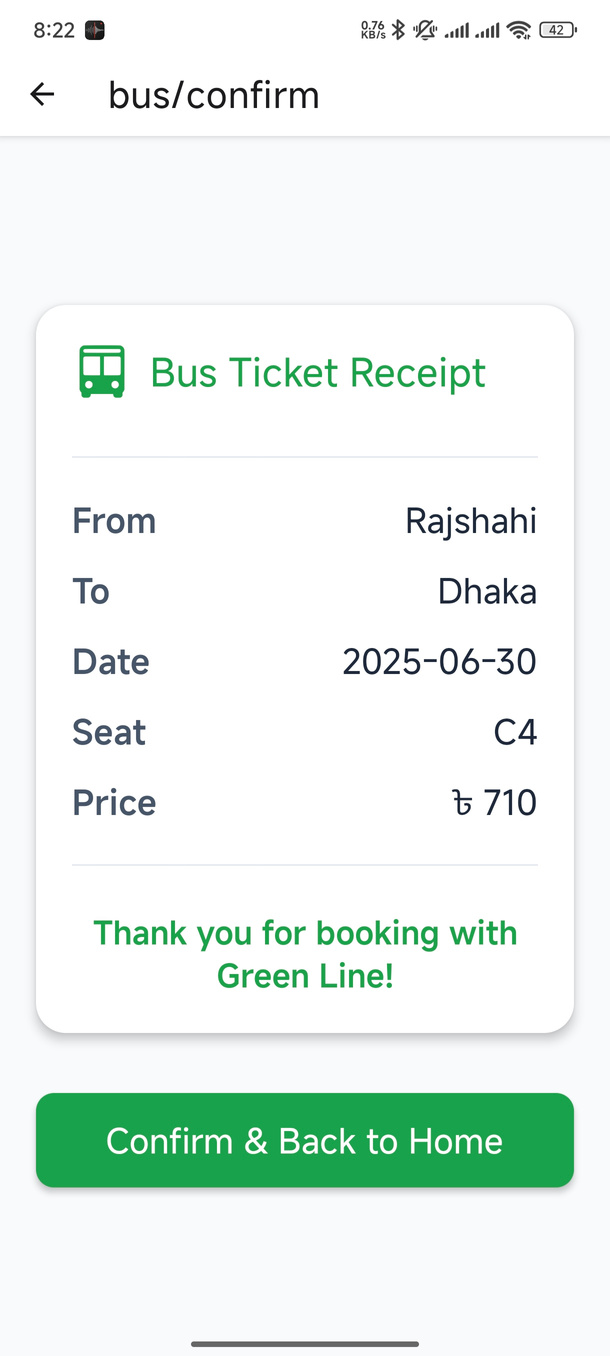 8:22
0.76
KB/s
42
bus/confirm
Bus Ticket Receipt
From Rajshahi
To Dhaka
Date 2025-06-30
Seat C4
Price ৳ 710
Thank you for booking with
Green Line!
Confirm & Back to Home